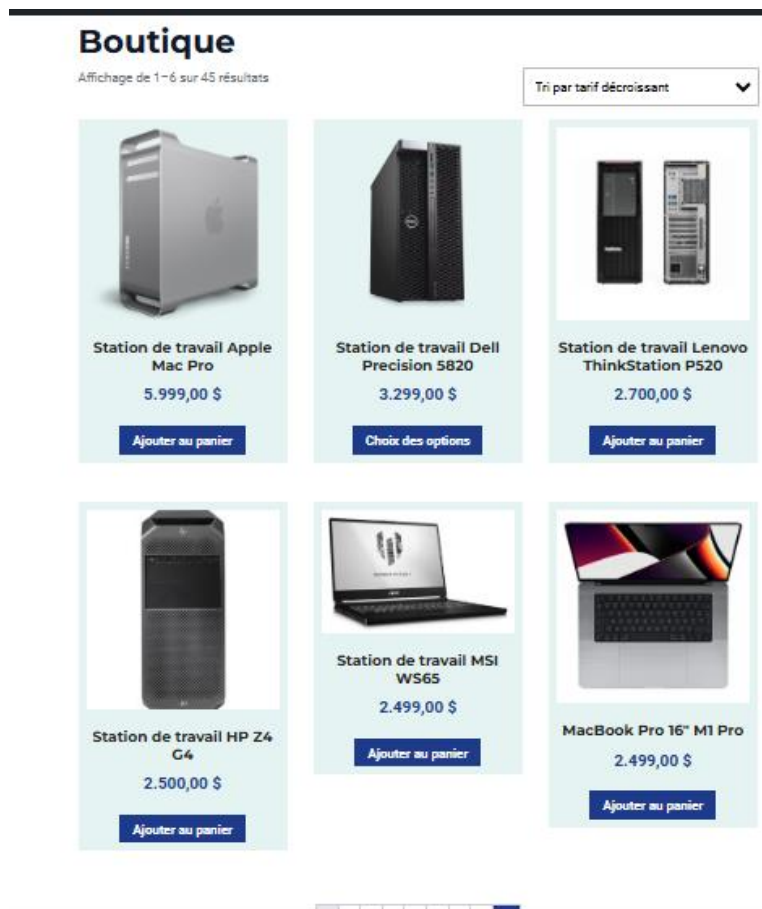 Boutique
Affichage de 1–6 sur 45 résultats
Tri par tarif décroissant
Station de travail Apple
Mac Pro
5.999,00 $
Ajouter au panier
Station de travail Dell
Precision 5820
3.299,00 $
Choix des options
Station de travail Lenovo
ThinkStation P520
2.700,00 $
Ajouter au panier
Station de travail HP Z4
G4
2.500,00 $
Ajouter au panier
Station de travail MSI
WS65
2.499,00 $
Ajouter au panier
MacBook Pro 16" M1 Pro
2.499,00 $
Ajouter au panier